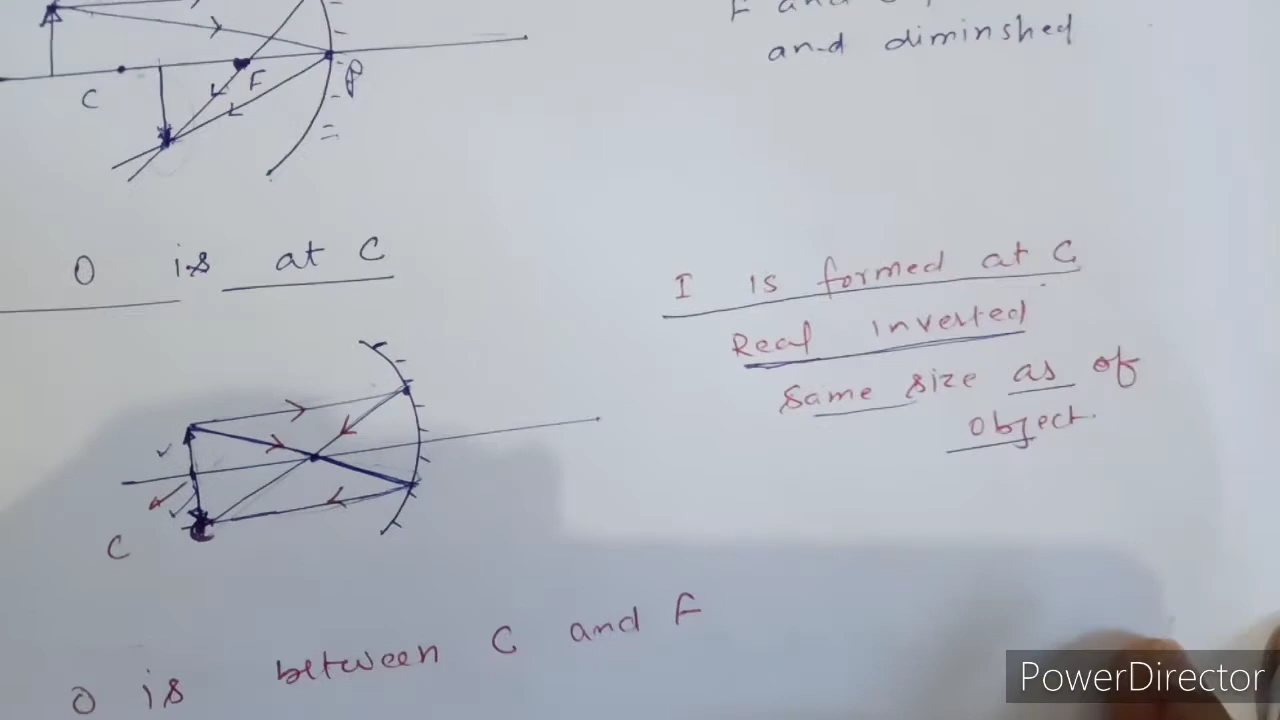 and diminshed
C
F
P
O is at C
I is formed at C
Real inverted
same size as of
object.
C
O is between C and F
PowerDirector